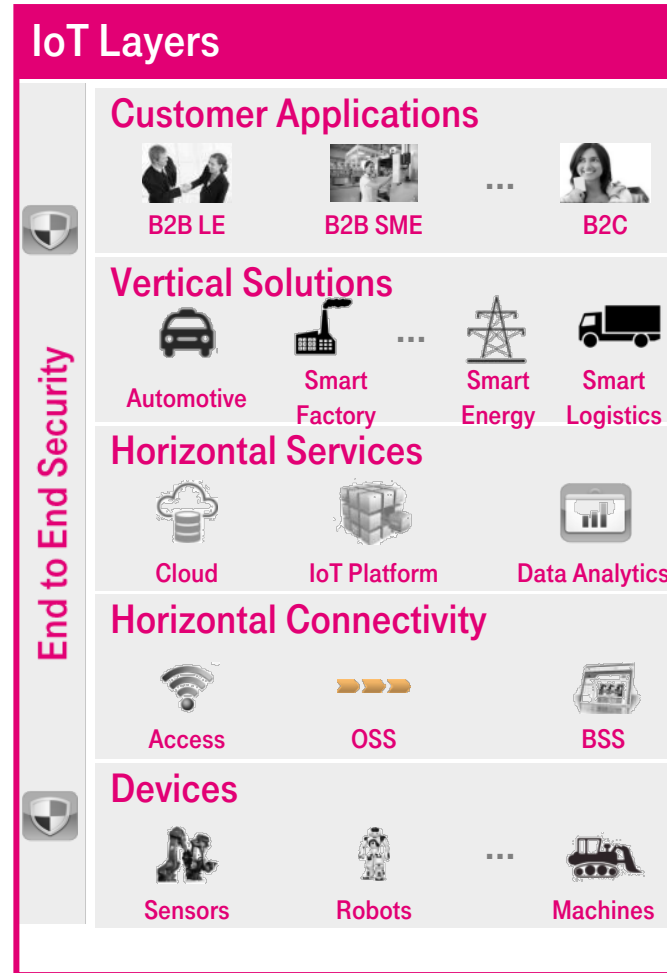 IoT Layers
End to End Security
Customer Applications
...
B2B LE
B2B SME
B2C
Vertical Solutions
...
Automotive
Smart
Factory
Smart
Energy
Smart
Logistics
Horizontal Services
Cloud
IoT Platform
Data Analytics
Horizontal Connectivity
Access
OSS
BSS
Devices
...
Sensors
Robots
Machines